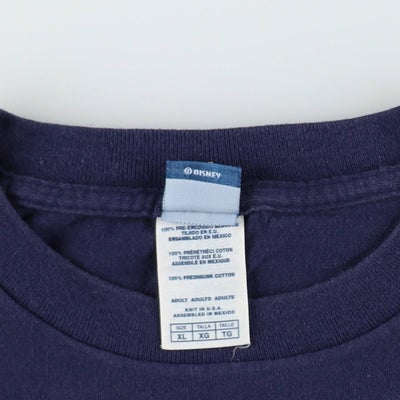 © DISNEY
100% PRE-ENCOGIDO
TEJIDO EN E.U.
ENSAMBLADO EN MEXICO
100% PRÉRÉTRÉCI COTON
TRICOTÉ AUX É.U.
ASSEMBLÉ EN MEXIQUE
100% PRESHRUNK COTTON
ADULT ADULTO ADULTE
KNIT IN U.S.A.
ASSEMBLED IN MEXICO
SIZE TALLA TAILLE
XL XG TG